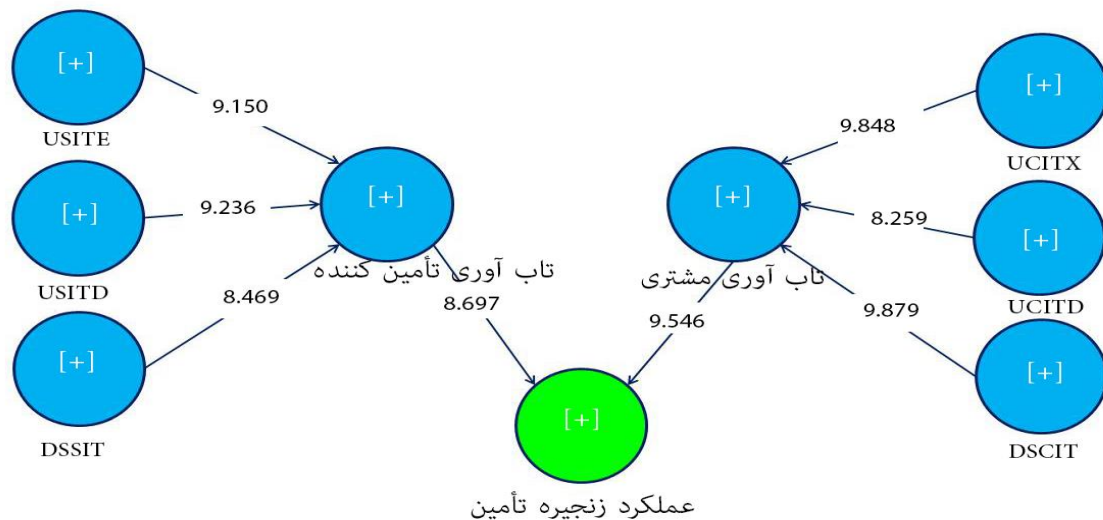 [+]
USITE
9.150
[+]
USITD
9.236
[+]
DSSIT
8.469
[+]
تاب آوری تأمین کننده
8.697
[+]
UCITX
9.848
[+]
UCITD
8.259
[+]
DSCIT
9.879
[+]
تاب آوری مشتری
9.546
[+]
عملکرد زنجیره تأمین